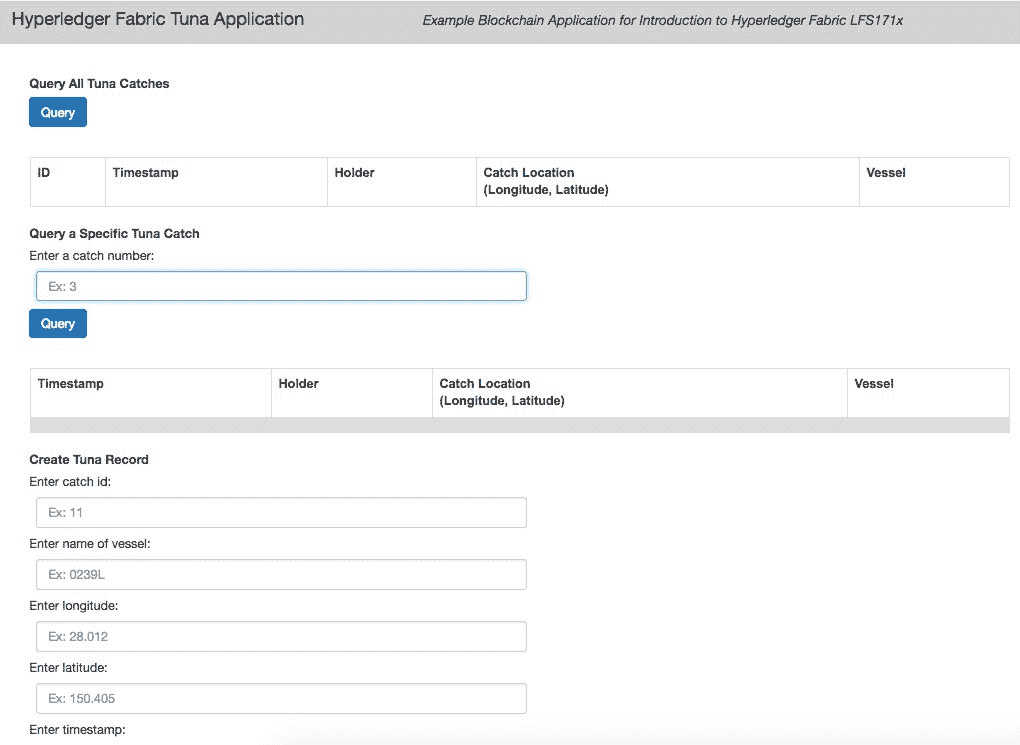 Hyperledger Fabric Tuna Application
Example Blockchain Application for Introduction to Hyperledger Fabric LFS171x
Query All Tuna Catches
Query
ID Timestamp Holder Catch Location Vessel
(Longitude, Latitude)
Query a Specific Tuna Catch
Enter a catch number:
Ex: 3
Query
Timestamp Holder Catch Location Vessel
(Longitude, Latitude)
Create Tuna Record
Enter catch id:
Ex: 11
Enter name of vessel:
Ex: 0239L
Enter longitude:
Ex: 28.012
Enter latitude:
Ex: 150.405
Enter timestamp: